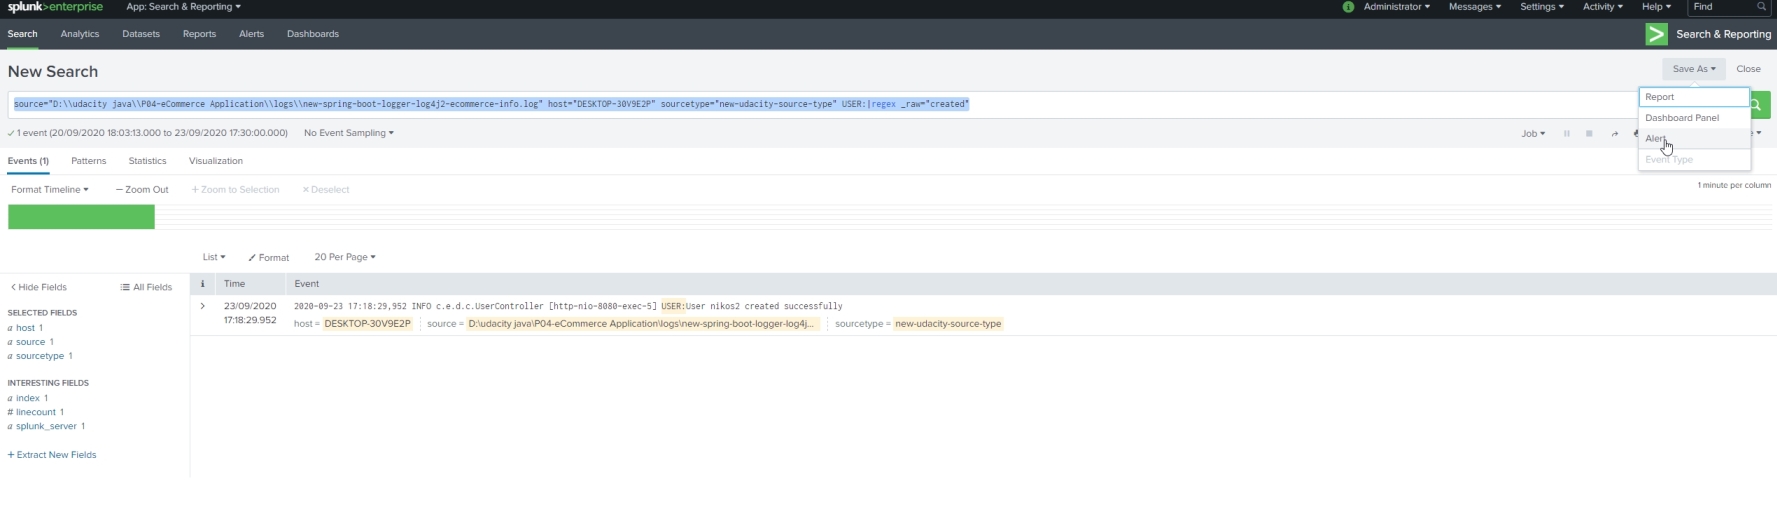 splunk>enterprise App: Search & Reporting ▾ i Administrator ▾ Messages ▾ Settings ▾ Activity ▾ Help ▾ Find
Search Analytics Datasets Reports Alerts Dashboards > Search & Reporting
New Search Save As ▾ Close
source="D:\\udacity java\\P04-eCommerce Application\\logs\\new-spring-boot-logger-log4j2-ecommerce-info.log" host="DESKTOP-30V9E2P" sourcetype="new-udacity-source-type" USER:|regex _raw="created"
Report
Dashboard Panel
Alert
Event Type
✓ 1 event (20/09/2020 18:03:13.000 to 23/09/2020 17:30:00.000) No Event Sampling ▾ Job ▾
Events (1) Patterns Statistics Visualization
Format Timeline ▾ — Zoom Out + Zoom to Selection × Deselect 1 minute per column
List ▾ Format 20 Per Page ▾
< Hide Fields All Fields i Time Event
SELECTED FIELDS
a host 1
a source 1
a sourcetype 1
INTERESTING FIELDS
a index 1
# linecount 1
a splunk_server 1
+ Extract New Fields
> 23/09/2020 2020-09-23 17:18:29,952 INFO c.e.d.c.UserController [http-nio-8080-exec-5] USER:User nikos2 created successfully
17:18:29.952 host = DESKTOP-30V9E2P source = D:\udacity java\P04-eCommerce Application\logs\new-spring-boot-logger-log4j... sourcetype = new-udacity-source-type